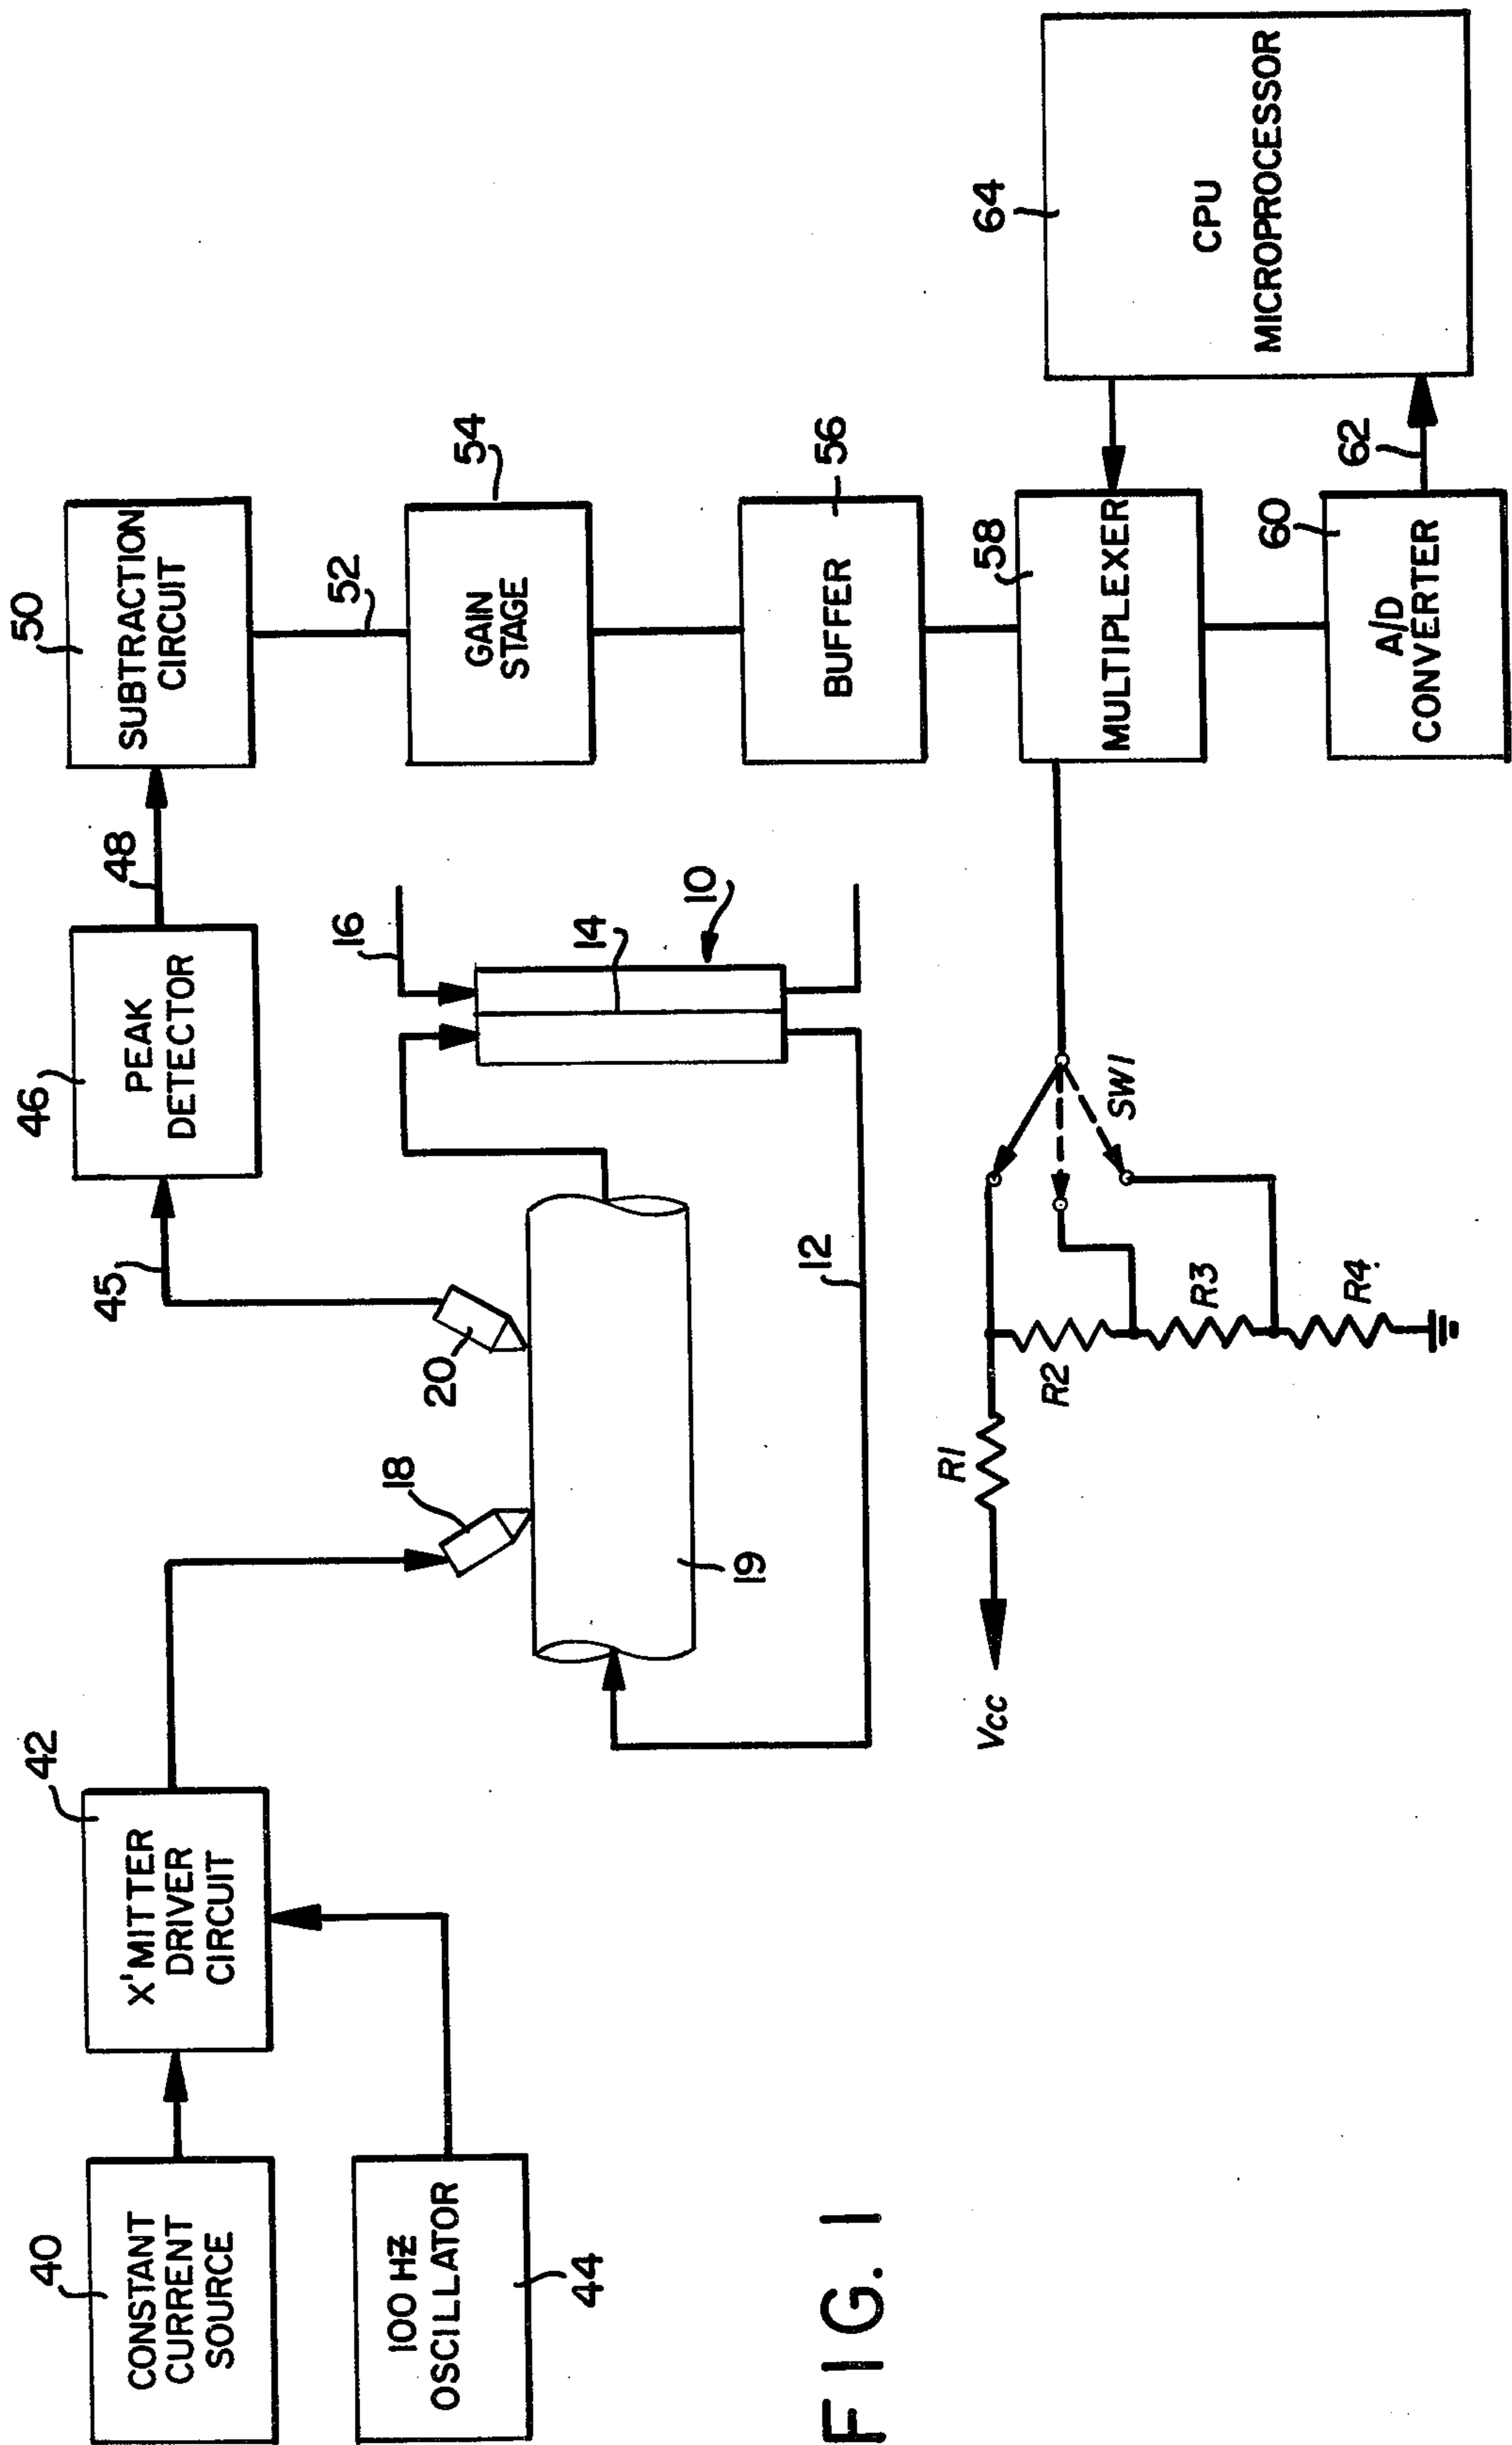 40
CONSTANT
CURRENT
SOURCE
42
X'MITTER
DRIVER
CIRCUIT
100 HZ
OSCILLATOR
44
45
46
PEAK
DETECTOR
48
50
SUBTRACTION
CIRCUIT
52
54
GAIN
STAGE
56
BUFFER
58
MULTIPLEXER
60
A/D
CONVERTER
62
64
CPU
MICROPROCESSOR
18
20
19
12
16
14
10
Vcc
R1
R2
R3
R4
SW1
FIG. 1